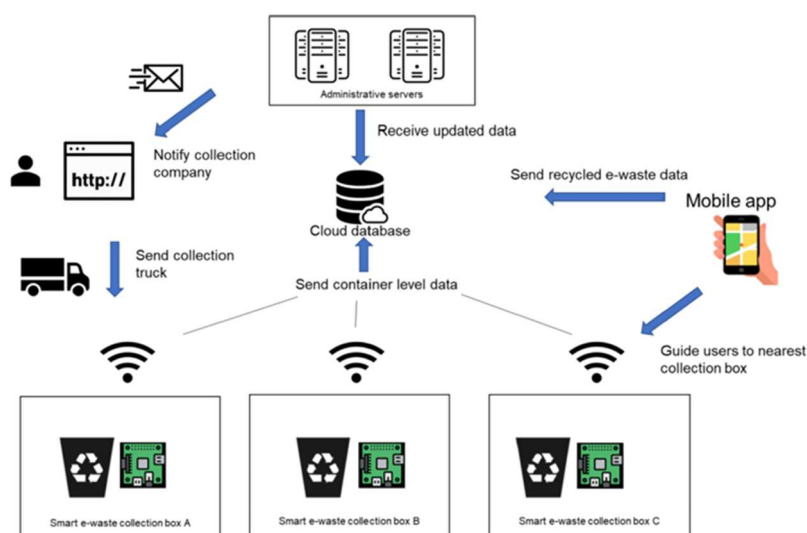 Administrative servers
Receive updated data
Notify collection
company
http://
Send recycled e-waste data
Mobile app
Cloud database
Send collection
truck
Send container level data
Guide users to nearest
collection box
Smart e-waste collection box A
Smart e-waste collection box B
Smart e-waste collection box C